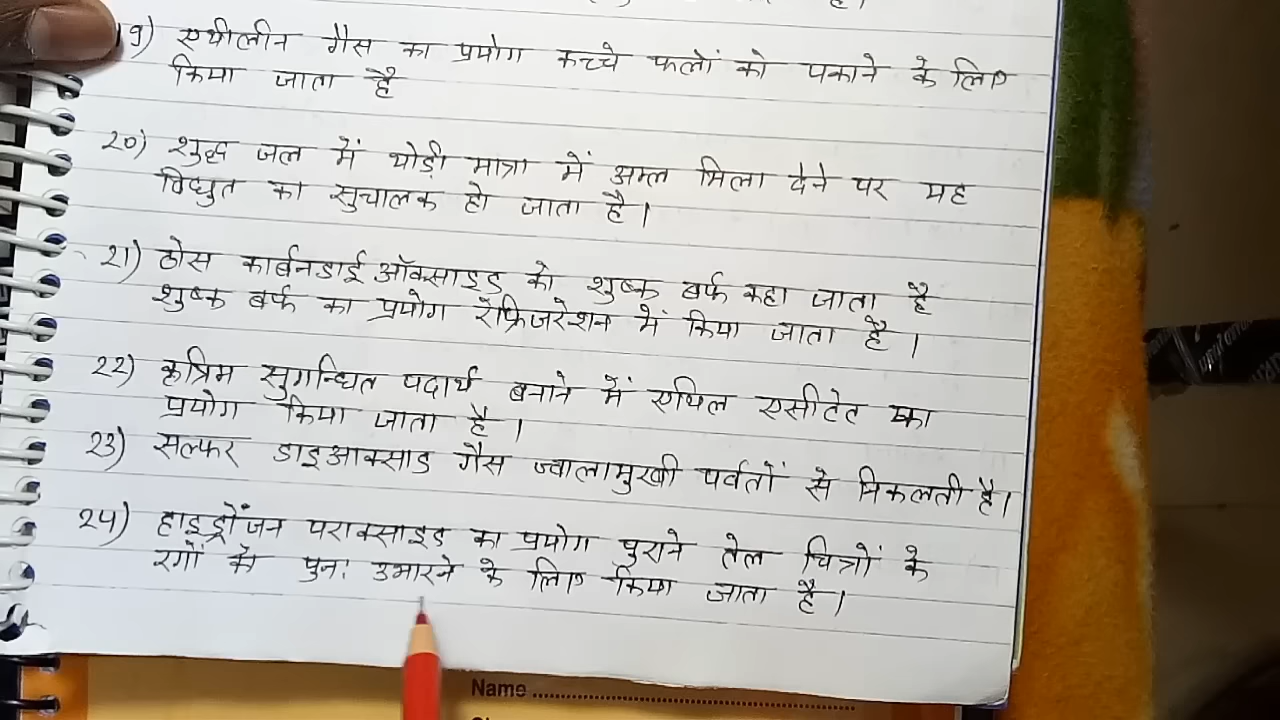 है।
19) एथीलीन गैस का प्रयोग कच्चे फलों को पकाने के लिए
किया जाता है
20) शुद्ध जल में थोड़ी मात्रा में अम्ल मिला देने पर यह
विधुत का सुचालक हो जाता है।
21) ठोस कार्बनडाई ऑक्साइड को शुष्क बर्फ कहा जाता है
शुष्क बर्फ का प्रयोग रेफ्रिजरेशन में किया जाता है।
22) कृत्रिम सुगन्धित पदार्थ बनाने में एथिल एसीटेट का
प्रयोग किया जाता है।
23) सल्फर डाइआक्साड गैस ज्वालामुखी पर्वतों से निकलती है।
24) हाइड्रोंजन पराक्साइड का प्रयोग पुराने तेल चित्रों के
रगों के पुनः उभारने के लिए किया जाता है।
Name